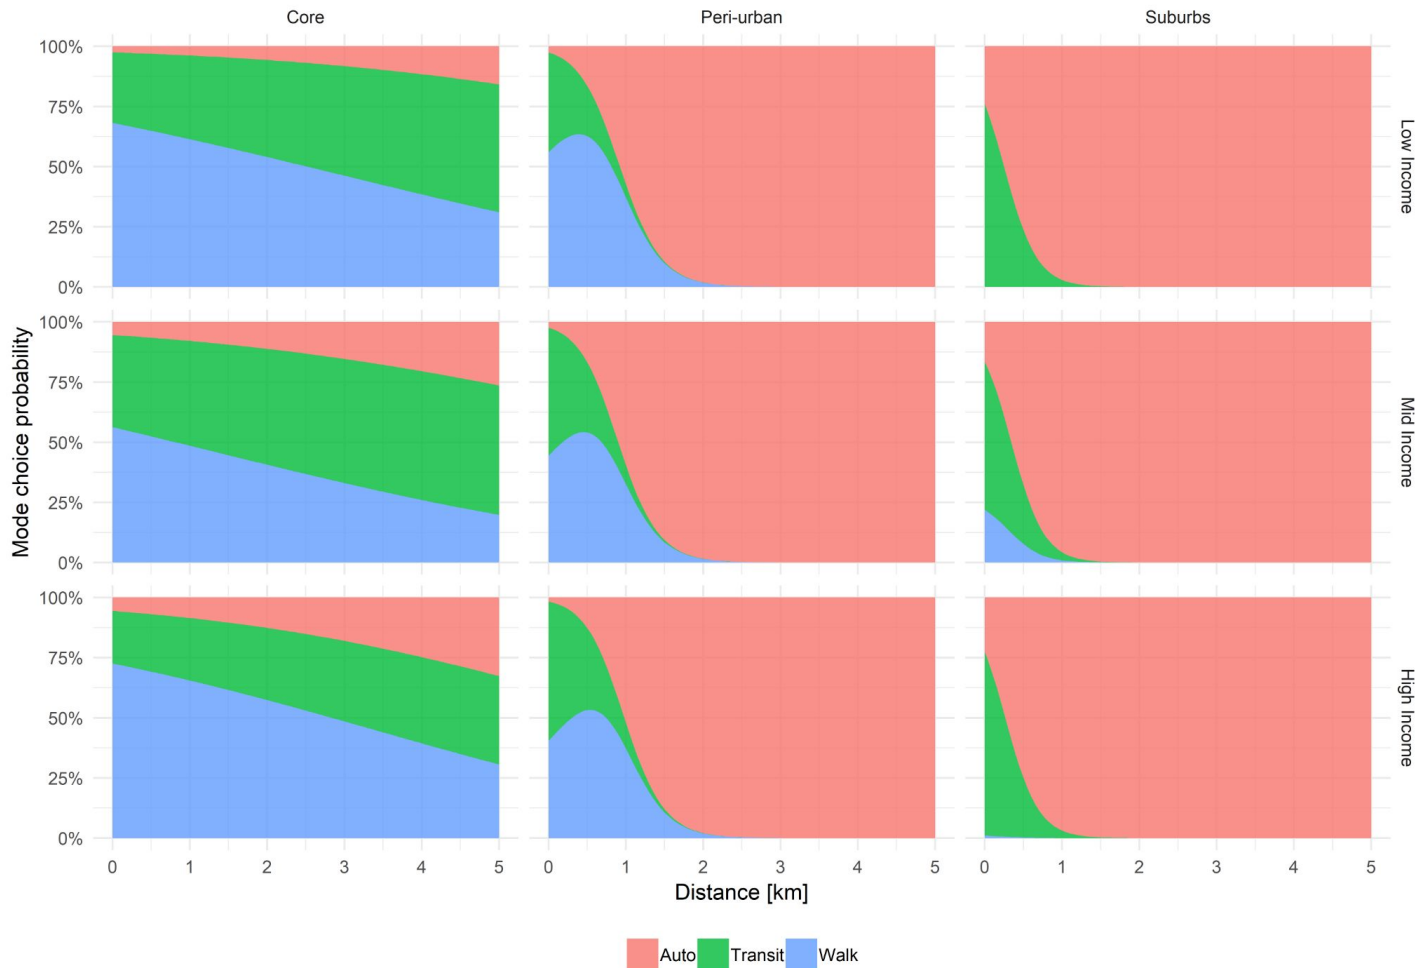 Core Peri-urban Suburbs
100%
75%
50%
25%
0%
Low Income
100%
75%
50%
25%
0%
Mid Income
100%
75%
50%
25%
0%
High Income
Mode choice probability
0 1 2 3 4 5 0 1 2 3 4 5 0 1 2 3 4 5
Distance [km]
Auto Transit Walk